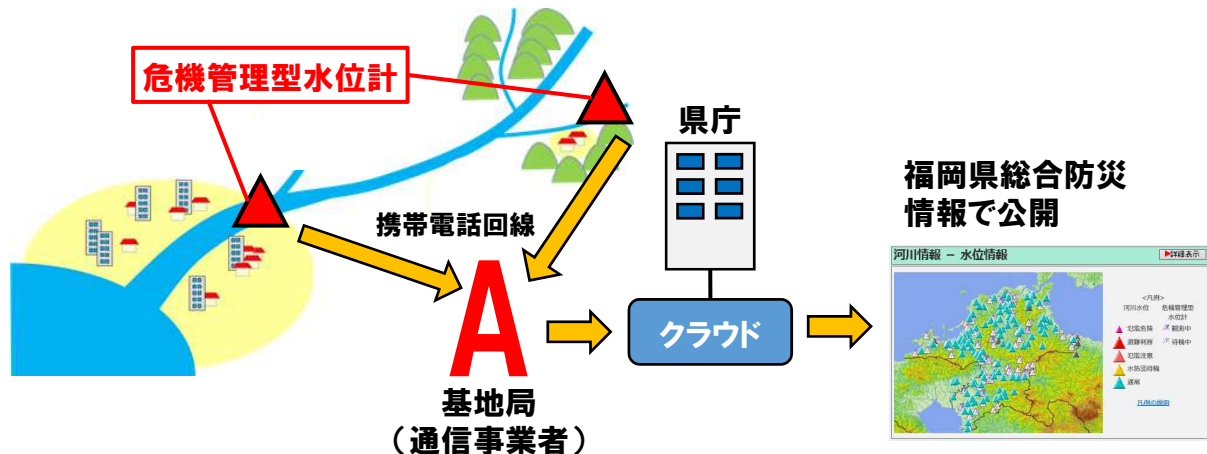 危機管理型水位計
県庁
携帯電話回線
A
基地局
（通信事業者）
クラウド
福岡県総合防災
情報で公開
河川情報 － 水位情報
▶詳細表示
<凡例>
河川水位 危機管理型
水位計
氾濫危険 観測中
避難判断 待機中
氾濫注意
水防団待機
通常
凡例の説明